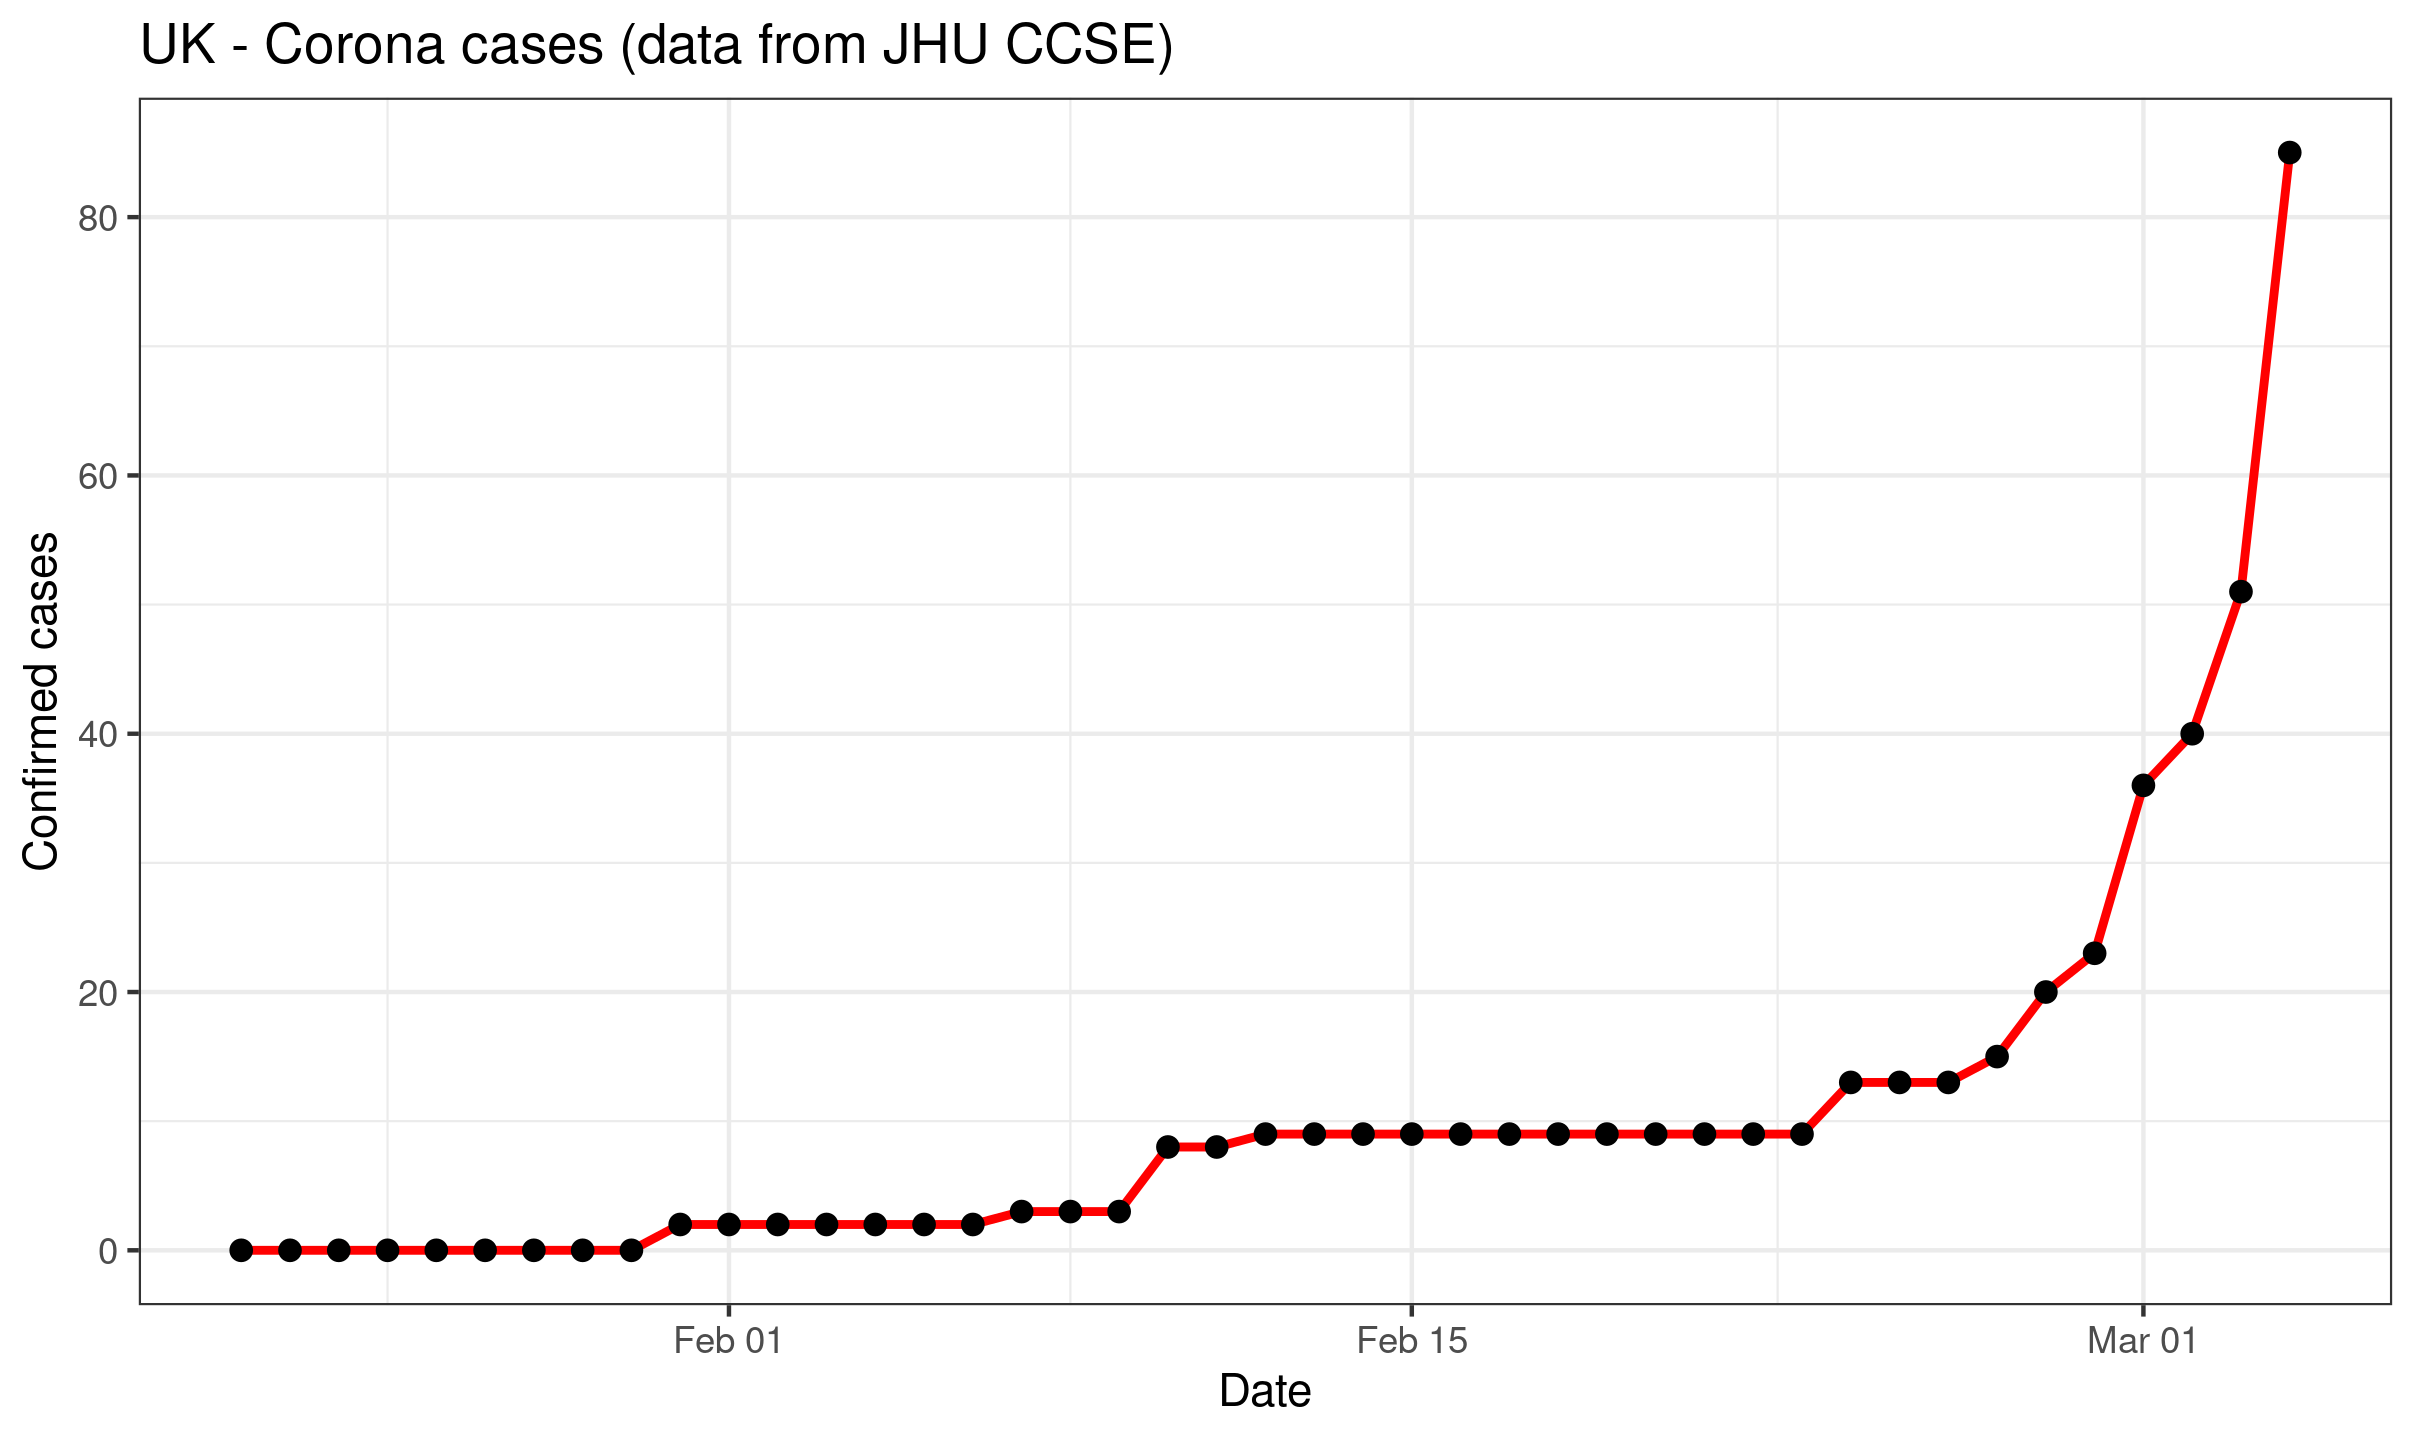 UK - Corona cases (data from JHU CCSE)
Confirmed cases
80
60
40
20
0
Feb 01
Feb 15
Mar 01
Date